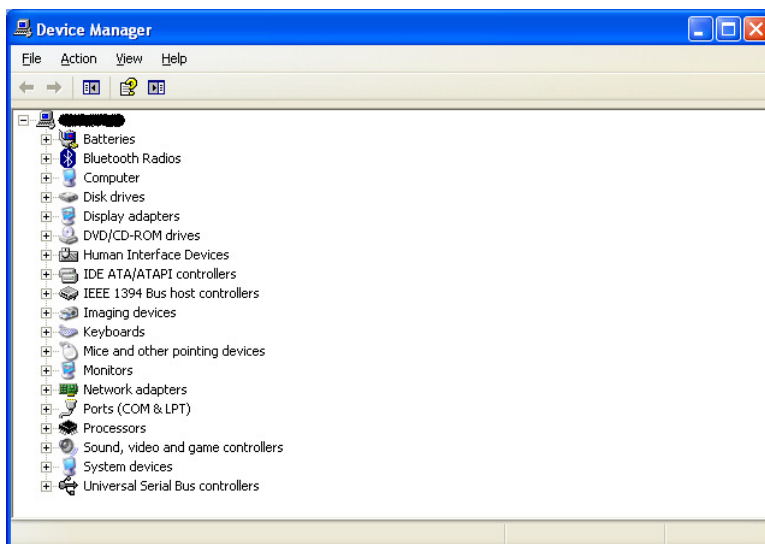 Device Manager
File Action View Help
Batteries
Bluetooth Radios
Computer
Disk drives
Display adapters
DVD/CD-ROM drives
Human Interface Devices
IDE ATA/ATAPI controllers
IEEE 1394 Bus host controllers
Imaging devices
Keyboards
Mice and other pointing devices
Monitors
Network adapters
Ports (COM & LPT)
Processors
Sound, video and game controllers
System devices
Universal Serial Bus controllers